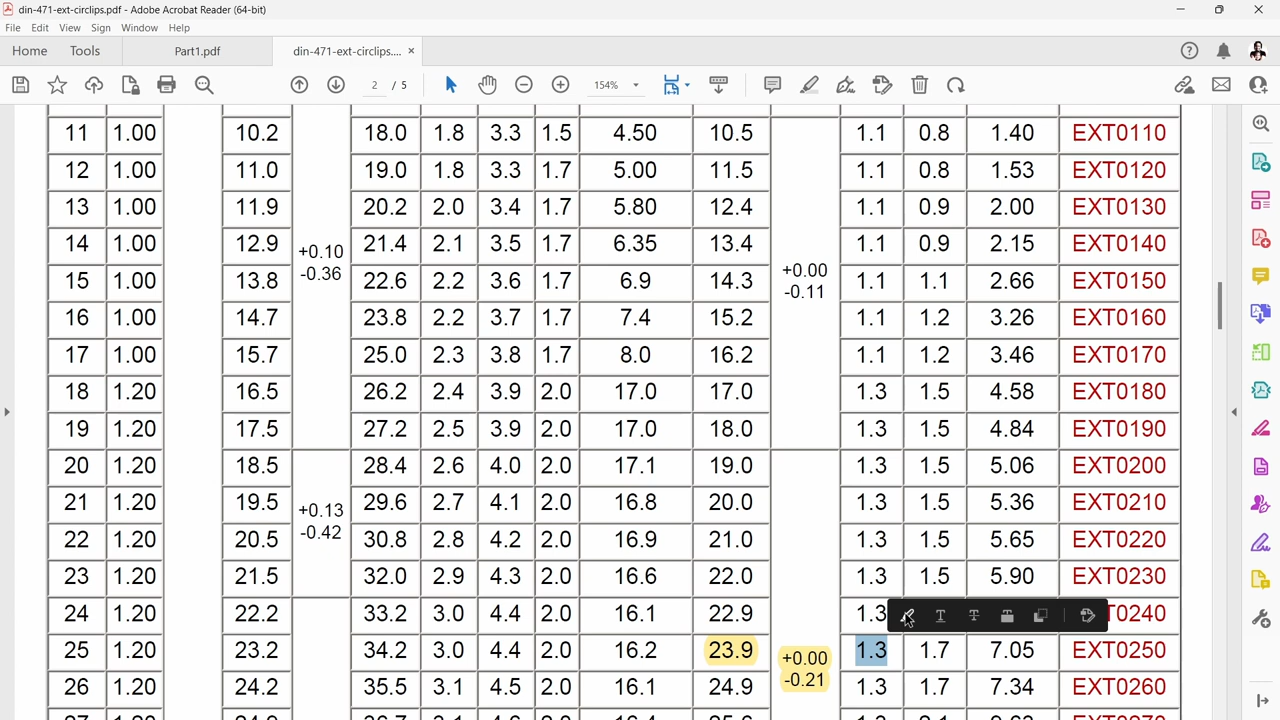 din-471-ext-circlips.pdf - Adobe Acrobat Reader (64-bit)
File Edit View Sign Window Help
Home Tools Part1.pdf din-471-ext-circlips.... ×
2 / 5 154%
11 1.00 10.2 18.0 1.8 3.3 1.5 4.50 10.5 1.1 0.8 1.40 EXT0110
12 1.00 11.0 19.0 1.8 3.3 1.7 5.00 11.5 1.1 0.8 1.53 EXT0120
13 1.00 11.9 20.2 2.0 3.4 1.7 5.80 12.4 1.1 0.9 2.00 EXT0130
14 1.00 12.9 +0.10 21.4 2.1 3.5 1.7 6.35 13.4 1.1 0.9 2.15 EXT0140
15 1.00 13.8 -0.36 22.6 2.2 3.6 1.7 6.9 14.3 +0.00 1.1 1.1 2.66 EXT0150
-0.11
16 1.00 14.7 23.8 2.2 3.7 1.7 7.4 15.2 1.1 1.2 3.26 EXT0160
17 1.00 15.7 25.0 2.3 3.8 1.7 8.0 16.2 1.1 1.2 3.46 EXT0170
18 1.20 16.5 26.2 2.4 3.9 2.0 17.0 17.0 1.3 1.5 4.58 EXT0180
19 1.20 17.5 27.2 2.5 3.9 2.0 17.0 18.0 1.3 1.5 4.84 EXT0190
20 1.20 18.5 28.4 2.6 4.0 2.0 17.1 19.0 1.3 1.5 5.06 EXT0200
21 1.20 19.5 +0.13 29.6 2.7 4.1 2.0 16.8 20.0 1.3 1.5 5.36 EXT0210
22 1.20 20.5 -0.42 30.8 2.8 4.2 2.0 16.9 21.0 1.3 1.5 5.65 EXT0220
23 1.20 21.5 32.0 2.9 4.3 2.0 16.6 22.0 1.3 1.5 5.90 EXT0230
24 1.20 22.2 33.2 3.0 4.4 2.0 16.1 22.9 1.3 T0240
25 1.20 23.2 34.2 3.0 4.4 2.0 16.2 23.9 +0.00 1.3 1.7 7.05 EXT0250
26 1.20 24.2 35.5 3.1 4.5 2.0 16.1 24.9 -0.21 1.3 1.7 7.34 EXT0260